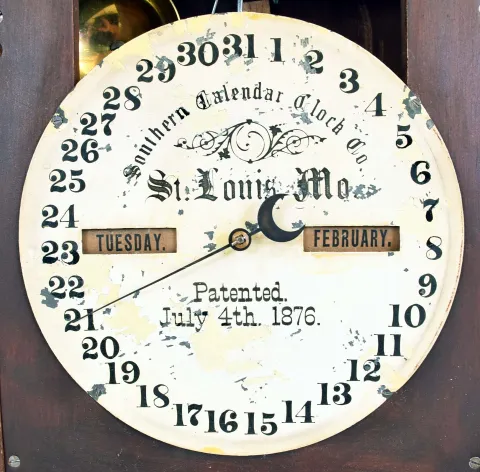 1 2 3 4 5 6 7 8 9 10 11 12 13 14 15 16 17 18 19 20 21 22 23 24 25 26 27 28 29 30 31
Southern Calendar Clock Co.
St. Louis Mo.
TUESDAY. FEBRUARY.
Patented.
July 4th. 1876.